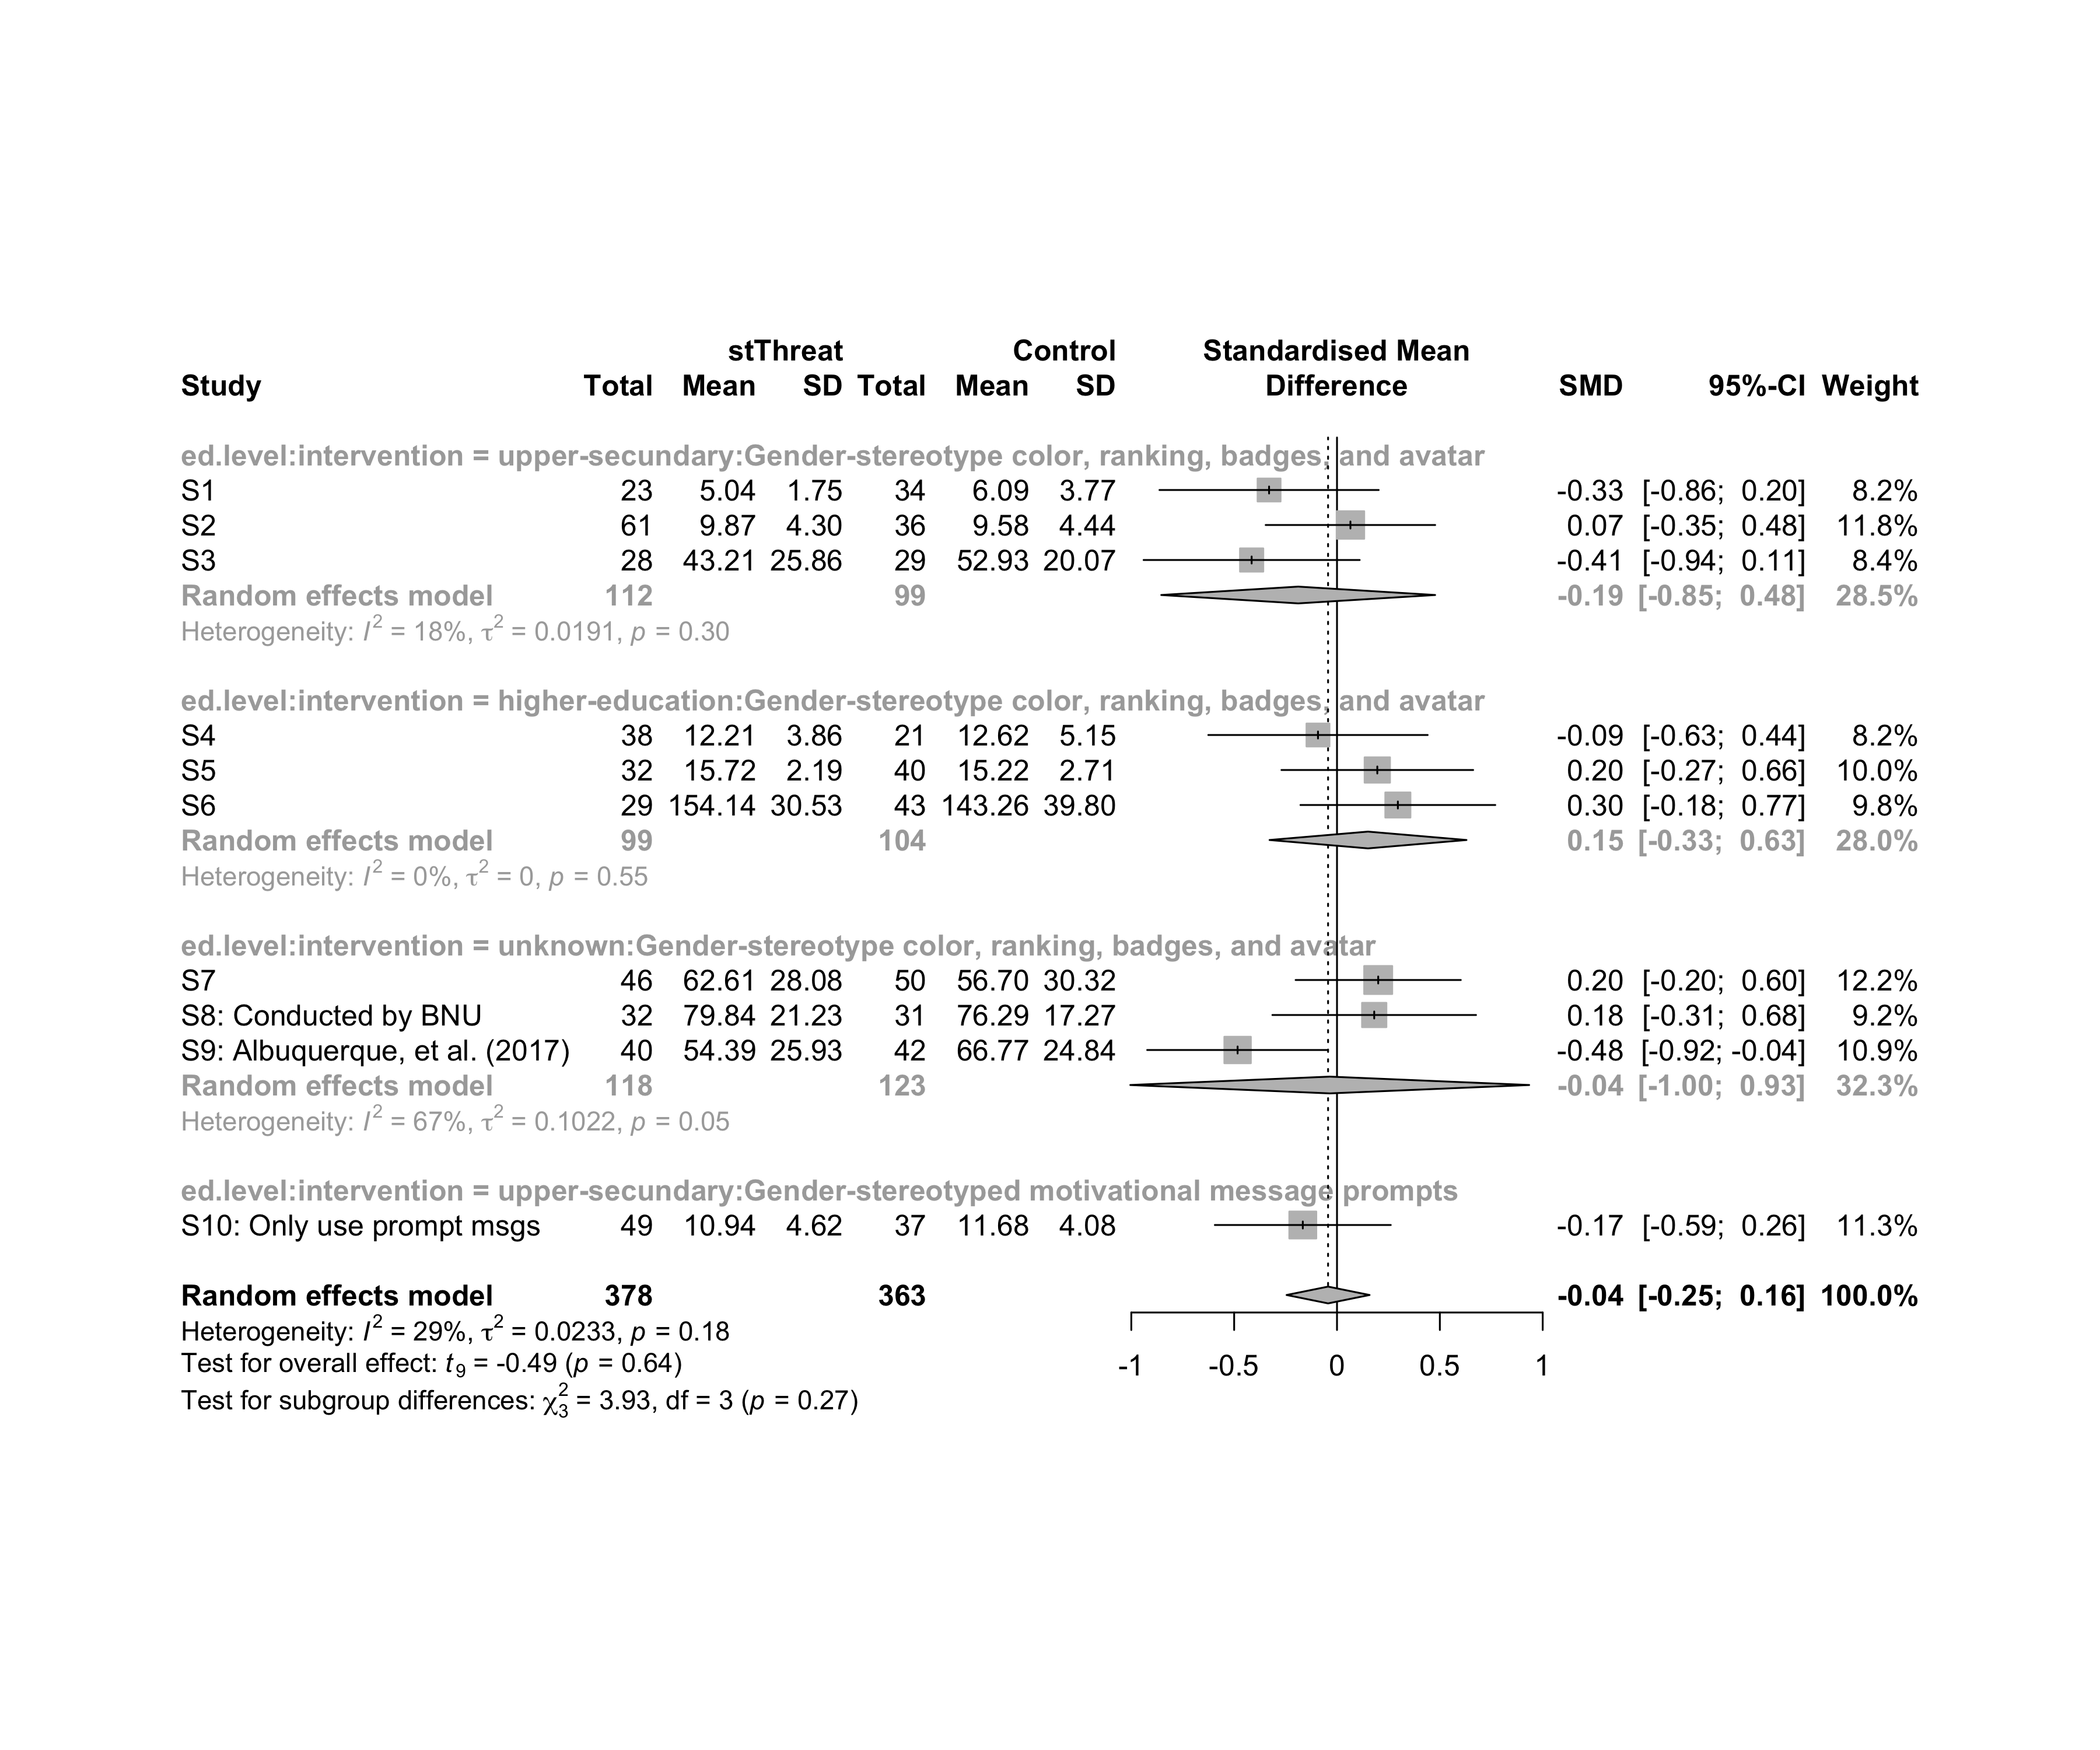 stThreat Control Standardised Mean
Study Total Mean SD Total Mean SD Difference SMD 95%-CI Weight
ed.level:intervention = upper-secundary:Gender-stereotype color, ranking, badges, and avatar
S1 23 5.04 1.75 34 6.09 3.77 -0.33 [-0.86; 0.20] 8.2%
S2 61 9.87 4.30 36 9.58 4.44 0.07 [-0.35; 0.48] 11.8%
S3 28 43.21 25.86 29 52.93 20.07 -0.41 [-0.94; 0.11] 8.4%
Random effects model 112 99 -0.19 [-0.85; 0.48] 28.5%
Heterogeneity: I² = 18%, τ² = 0.0191, p = 0.30
ed.level:intervention = higher-education:Gender-stereotype color, ranking, badges, and avatar
S4 38 12.21 3.86 21 12.62 5.15 -0.09 [-0.63; 0.44] 8.2%
S5 32 15.72 2.19 40 15.22 2.71 0.20 [-0.27; 0.66] 10.0%
S6 29 154.14 30.53 43 143.26 39.80 0.30 [-0.18; 0.77] 9.8%
Random effects model 99 104 0.15 [-0.33; 0.63] 28.0%
Heterogeneity: I² = 0%, τ² = 0, p = 0.55
ed.level:intervention = unknown:Gender-stereotype color, ranking, badges, and avatar
S7 46 62.61 28.08 50 56.70 30.32 0.20 [-0.20; 0.60] 12.2%
S8: Conducted by BNU 32 79.84 21.23 31 76.29 17.27 0.18 [-0.31; 0.68] 9.2%
S9: Albuquerque, et al. (2017) 40 54.39 25.93 42 66.77 24.84 -0.48 [-0.92; -0.04] 10.9%
Random effects model 118 123 -0.04 [-1.00; 0.93] 32.3%
Heterogeneity: I² = 67%, τ² = 0.1022, p = 0.05
ed.level:intervention = upper-secundary:Gender-stereotyped motivational message prompts
S10: Only use prompt msgs 49 10.94 4.62 37 11.68 4.08 -0.17 [-0.59; 0.26] 11.3%
Random effects model 378 363 -0.04 [-0.25; 0.16] 100.0%
Heterogeneity: I² = 29%, τ² = 0.0233, p = 0.18
Test for overall effect: t₉ = -0.49 (p = 0.64)
-1 -0.5 0 0.5 1
Test for subgroup differences: χ²₃ = 3.93, df = 3 (p = 0.27)